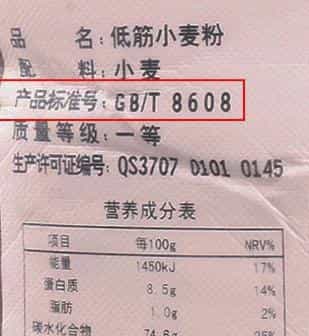 品 名：低筋小麦粉
配 料：小麦
产品标准号：GB/T 8608
质量等级：一等
生产许可证编号：QS3707 0101 0145
营养成分表
项目 每100g NRV%
能量 1450kJ 17%
蛋白质 8.5g 14%
脂肪 1.0g 2%
碳水化合物 74.6g 25%